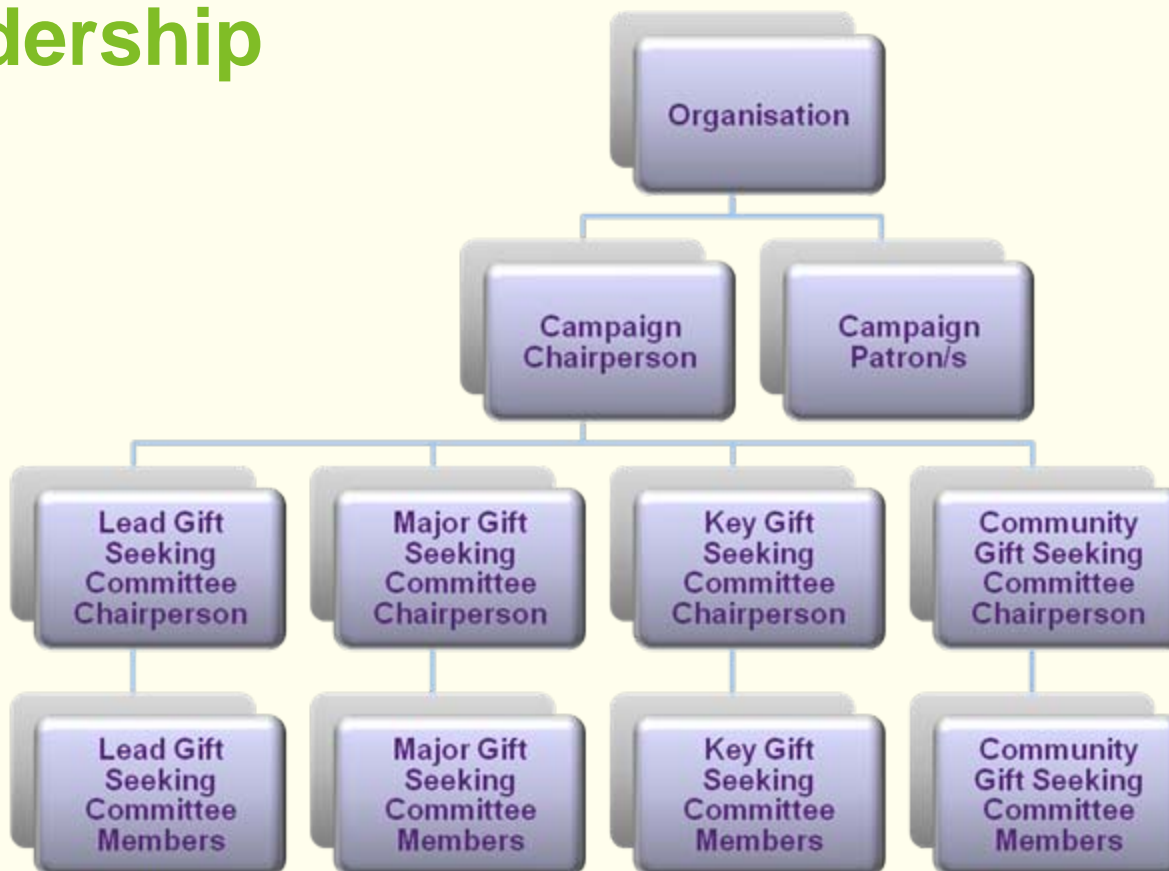 dership
Organisation
Campaign
Chairperson
Campaign
Patron/s
Lead Gift
Seeking
Committee
Chairperson
Major Gift
Seeking
Committee
Chairperson
Key Gift
Seeking
Committee
Chairperson
Community
Gift Seeking
Committee
Chairperson
Lead Gift
Seeking
Committee
Members
Major Gift
Seeking
Committee
Members
Key Gift
Seeking
Committee
Members
Community
Gift Seeking
Committee
Members